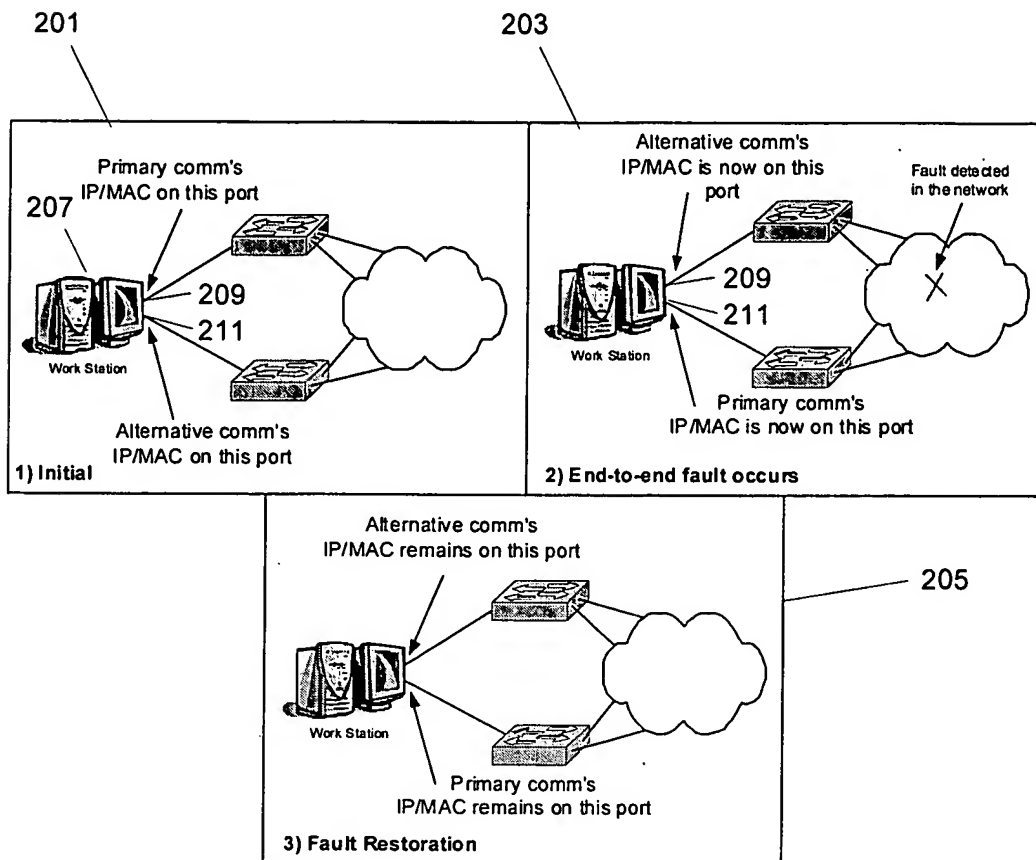 201
203
Primary comm's
IP/MAC on this port
207
209
211
Work Station
Alternative comm's
IP/MAC on this port
1) Initial
Alternative comm's
IP/MAC is now on this
port
Fault detected
in the network
209
211
Work Station
Primary comm's
IP/MAC is now on this port
2) End-to-end fault occurs
Alternative comm's
IP/MAC remains on this port
205
Work Station
Primary comm's
IP/MAC remains on this port
3) Fault Restoration